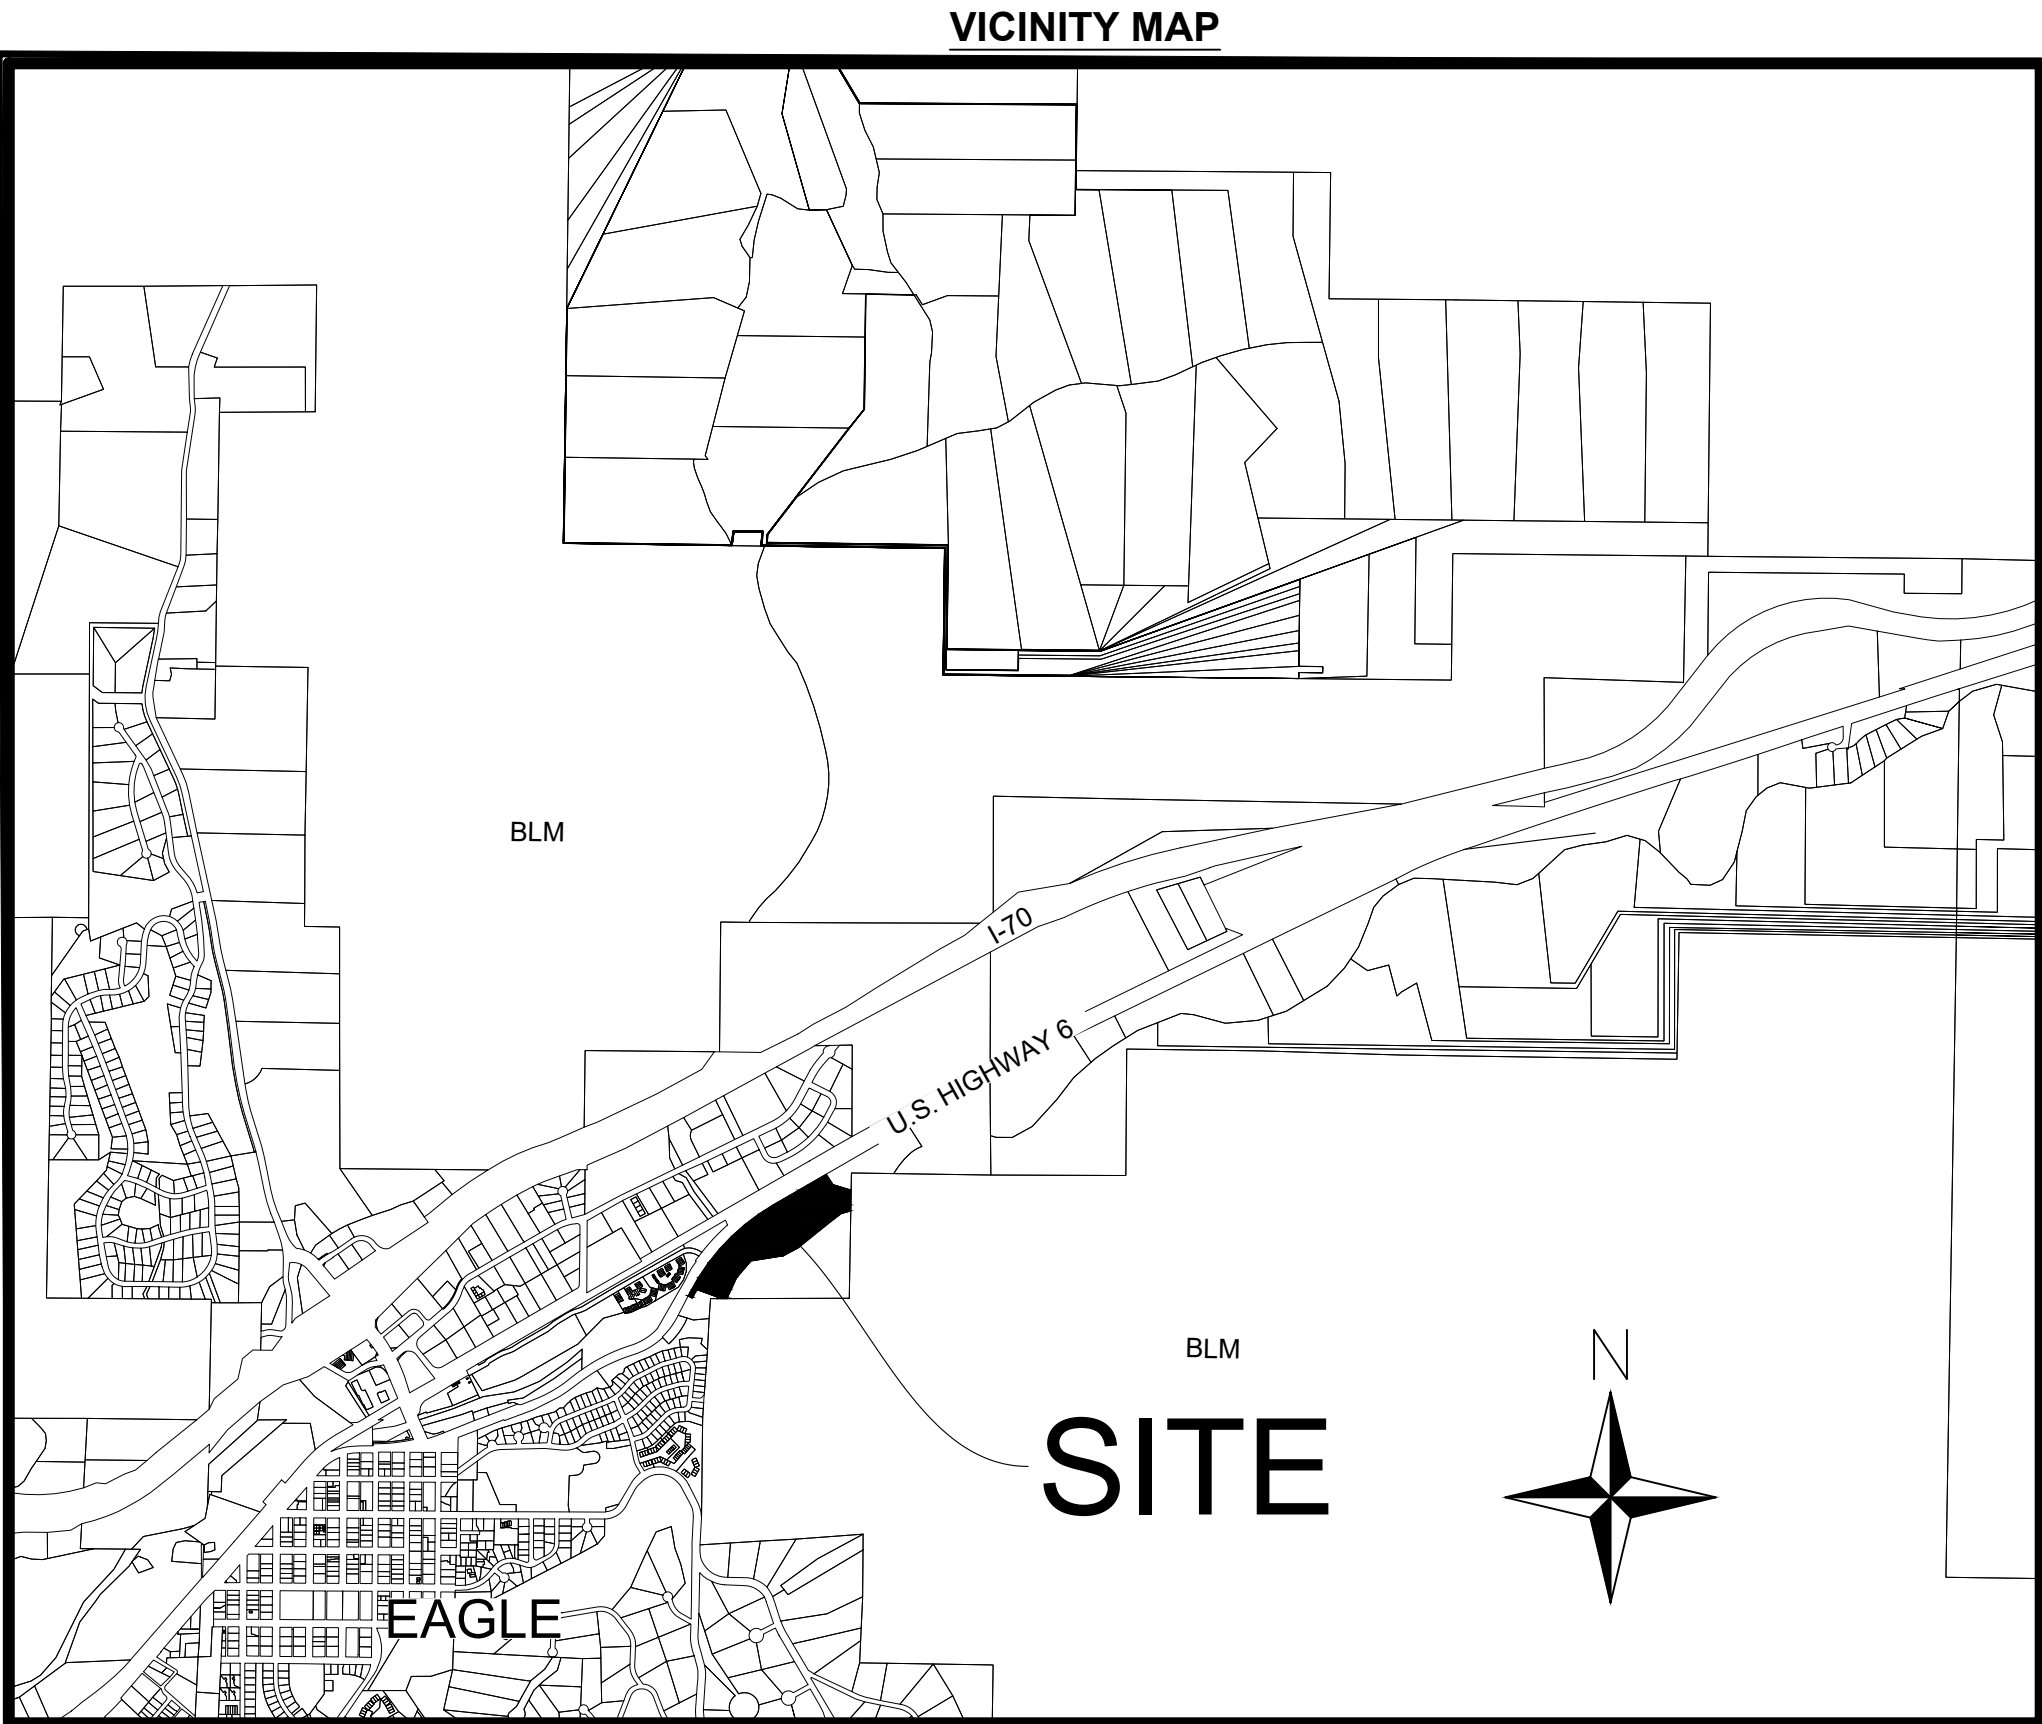 VICINITY MAP
BLM
I-70
U.S. HIGHWAY 6
BLM
N
SITE
EAGLE